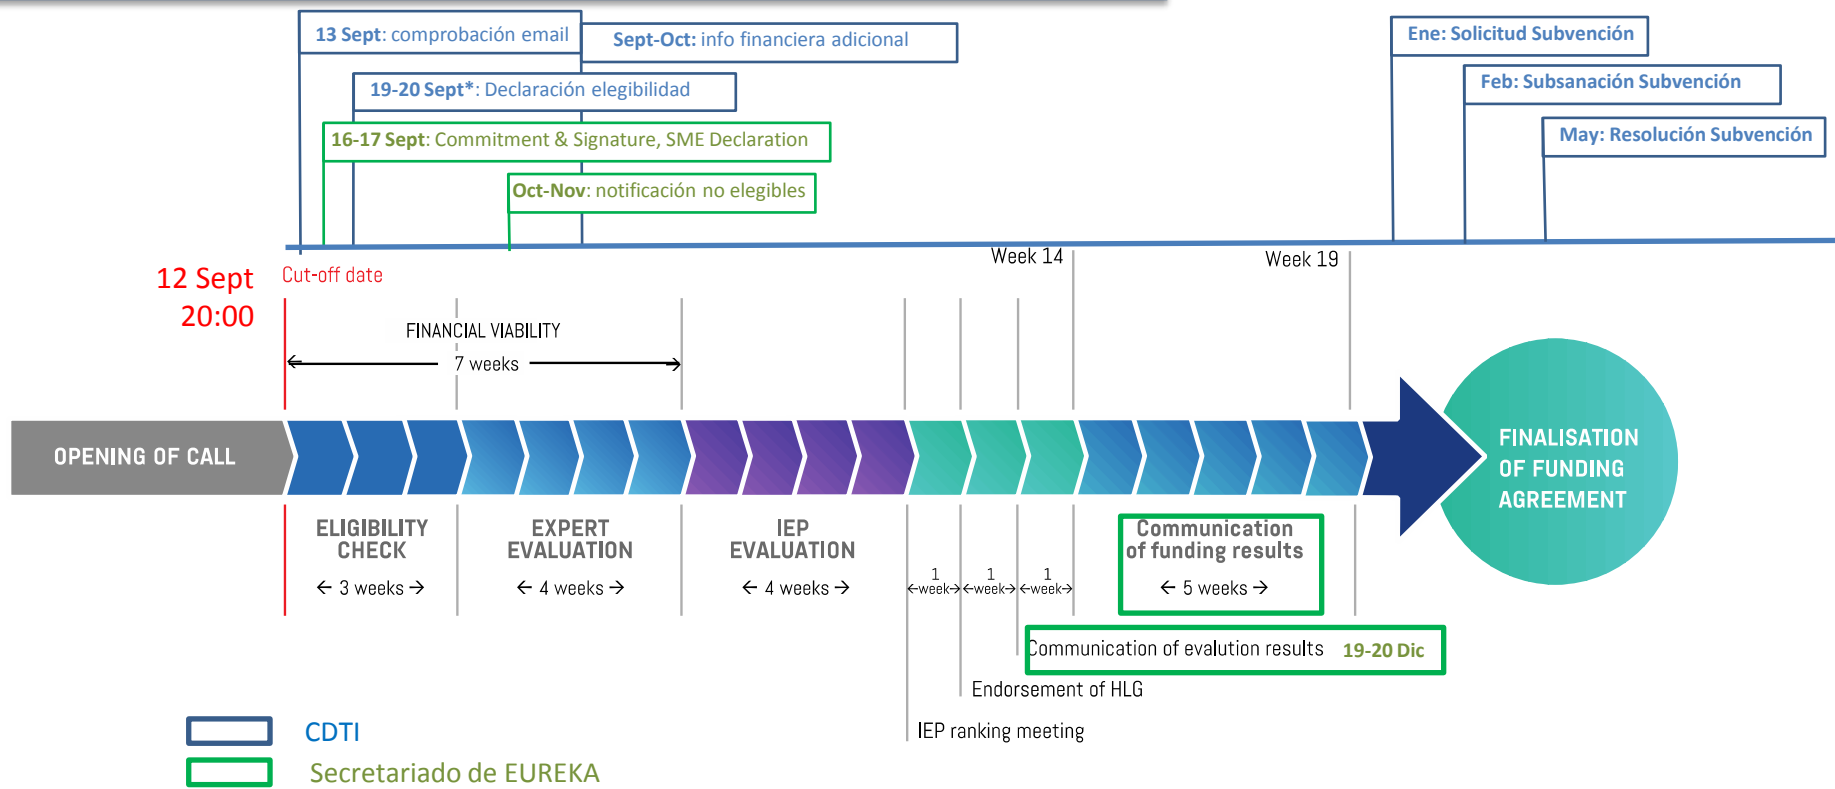 13 Sept: comprobación email
Sept-Oct: info financiera adicional
Ene: Solicitud Subvención
19-20 Sept*: Declaración elegibilidad
Feb: Subsanación Subvención
16-17 Sept: Commitment & Signature, SME Declaration
May: Resolución Subvención
Oct-Nov: notificación no elegibles
Week 14
Week 19
12 Sept
20:00
Cut-off date
FINANCIAL VIABILITY
7 weeks
OPENING OF CALL
FINALISATION
OF FUNDING
AGREEMENT
ELIGIBILITY
CHECK
← 3 weeks →
EXPERT
EVALUATION
← 4 weeks →
IEP
EVALUATION
← 4 weeks →
1
←week→
1
←week→
1
←week→
Communication
of funding results
← 5 weeks →
Communication of evalution results 19-20 Dic
Endorsement of HLG
IEP ranking meeting
CDTI
Secretariado de EUREKA